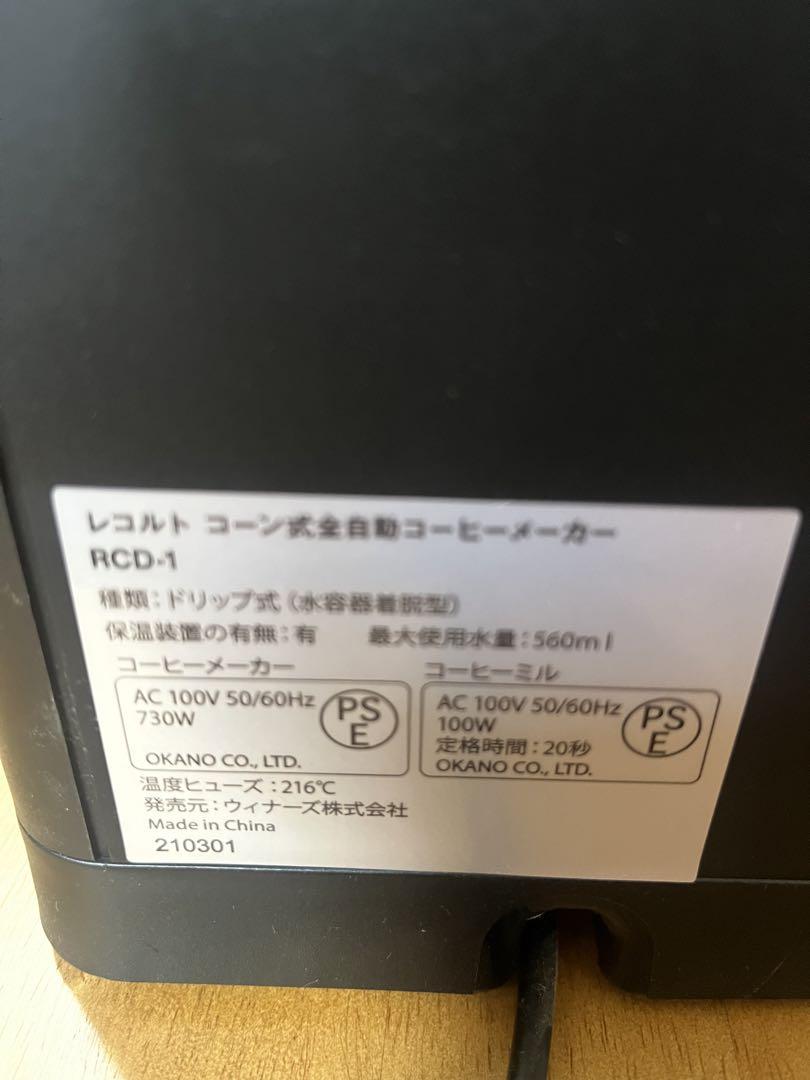 レコルト コーン式全自動コーヒーメーカー
RCD-1
種類：ドリップ式（水容器着脱型）
保温装置の有無：有 最大使用水量：560ml
コーヒーメーカー
AC 100V 50/60Hz
730W
PSE
OKANO CO., LTD.
コーヒーミル
AC 100V 50/60Hz
100W
定格時間：20秒
PSE
OKANO CO., LTD.
温度ヒューズ：216℃
発売元：ウィナーズ株式会社
Made in China
210301